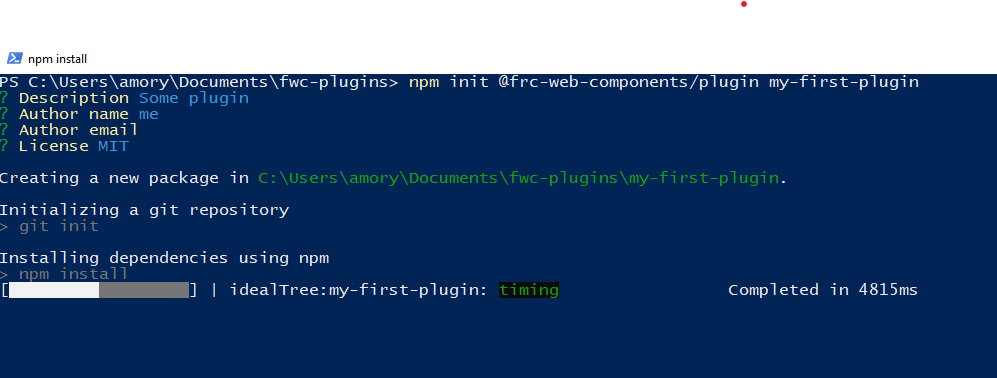 npm install
PS C:\Users\amory\Documents\fwc-plugins> npm init @frc-web-components/plugin my-first-plugin
? Description Some plugin
? Author name me
? Author email
? License MIT
Creating a new package in C:\Users\amory\Documents\fwc-plugins\my-first-plugin.
Initializing a git repository
> git init
Installing dependencies using npm
> npm install
[          ] | idealTree:my-first-plugin: timing Completed in 4815ms